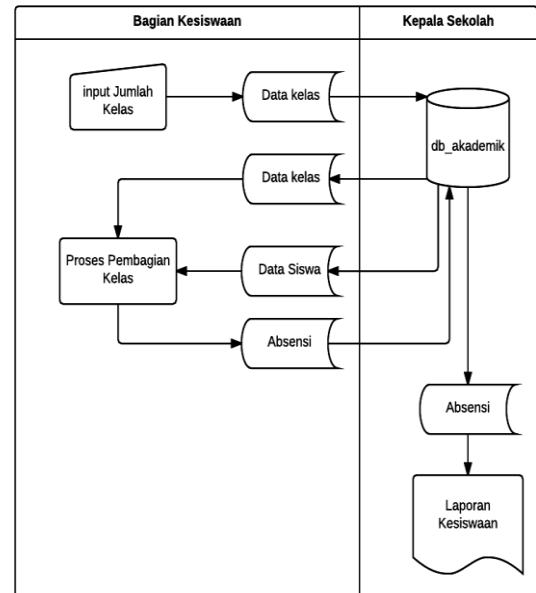 Bagian Kesiswaan
Kepala Sekolah
input Jumlah
Kelas
Data kelas
db_akademik
Data kelas
Proses Pembagian
Kelas
Data Siswa
Absensi
Absensi
Laporan
Kesiswaan